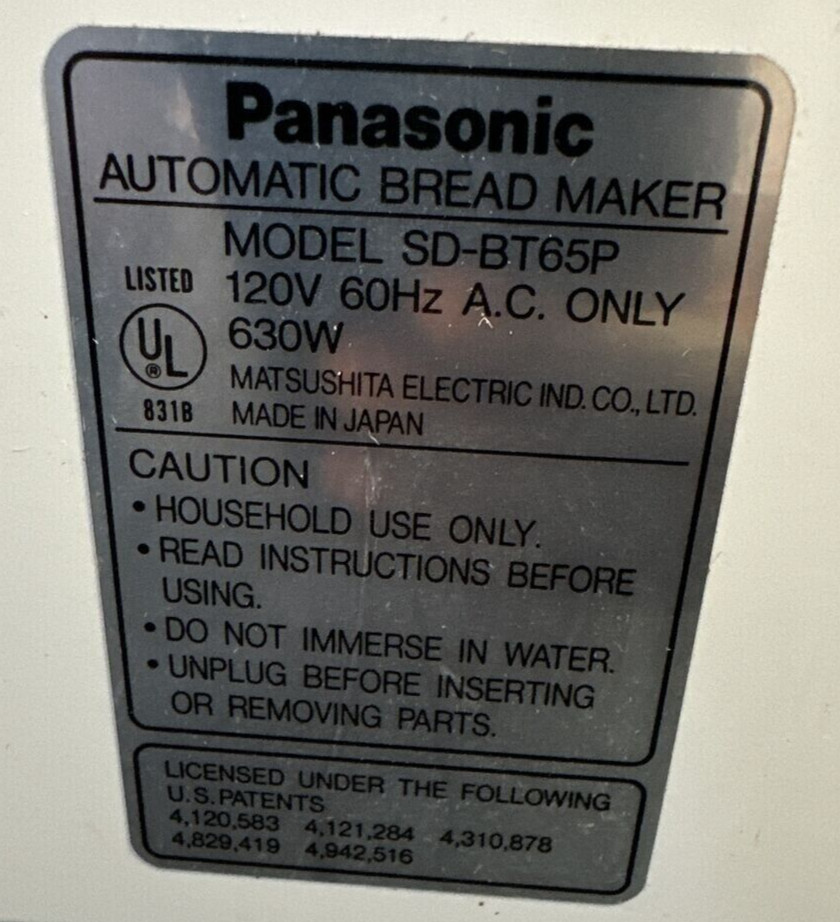 Panasonic
AUTOMATIC BREAD MAKER
MODEL SD-BT65P
LISTED 120V 60Hz A.C. ONLY
UL® 630W
MATSUSHITA ELECTRIC IND. CO., LTD.
831B MADE IN JAPAN
CAUTION
• HOUSEHOLD USE ONLY.
• READ INSTRUCTIONS BEFORE
USING.
• DO NOT IMMERSE IN WATER.
• UNPLUG BEFORE INSERTING
OR REMOVING PARTS.
LICENSED UNDER THE FOLLOWING
U.S. PATENTS
4,120,583 4,121,284 4,310,878
4,829,419 4,942,516